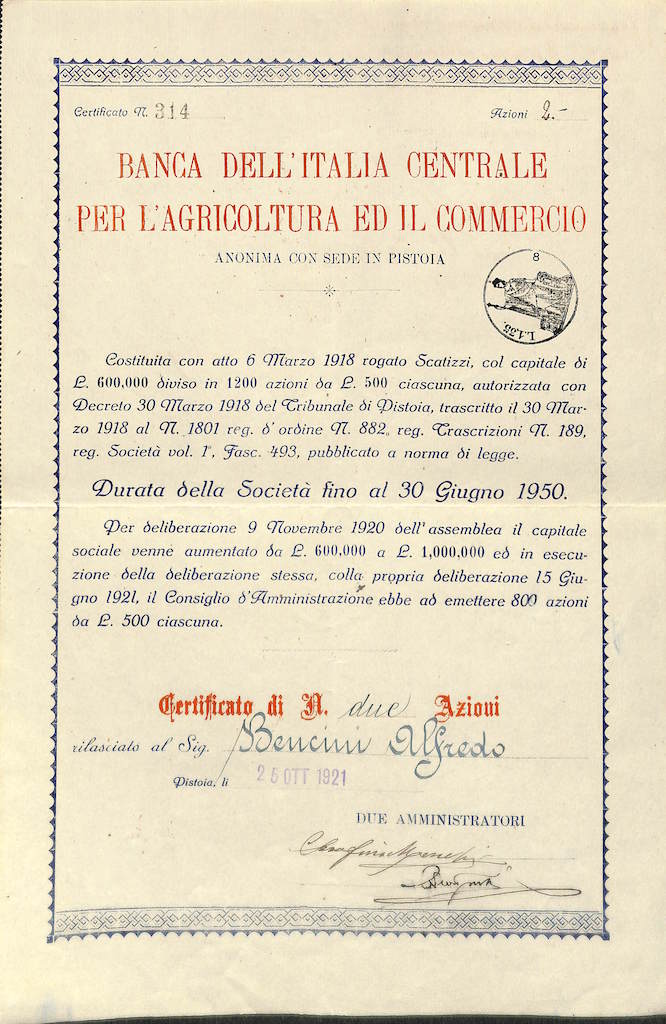 Certificato N. 314
Azioni 2.-
BANCA DELL'ITALIA CENTRALE
PER L'AGRICOLTURA ED IL COMMERCIO
ANONIMA CON SEDE IN PISTOIA
8
1.1.35.
Costituita con atto 6 Marzo 1918 rogato Scatizzi, col capitale di
L. 600,000 diviso in 1200 azioni da L. 500 ciascuna, autorizzata con
Decreto 30 Marzo 1918 del Tribunale di Pistoia, trascritto il 30 Mar-
zo 1918 al N. 1801 reg. d'ordine N. 882, reg. Trascrizioni N. 189,
reg. Società vol. 1°, Fasc. 493, pubblicato a norma di legge.
Durata della Società fino al 30 Giugno 1950.
Per deliberazione 9 Novembre 1920 dell'assemblea il capitale
sociale venne aumentato da L. 600,000 a L. 1,000,000 ed in esecu-
zione della deliberazione stessa, colla propria deliberazione 15 Giu-
gno 1921, il Consiglio d'Amministrazione ebbe ad emettere 800 azioni
da L. 500 ciascuna.
Certificato di N. due Azioni
rilasciato al Sig. Bencini Alfredo
Pistoia, li 25 OTT 1921
DUE AMMINISTRATORI